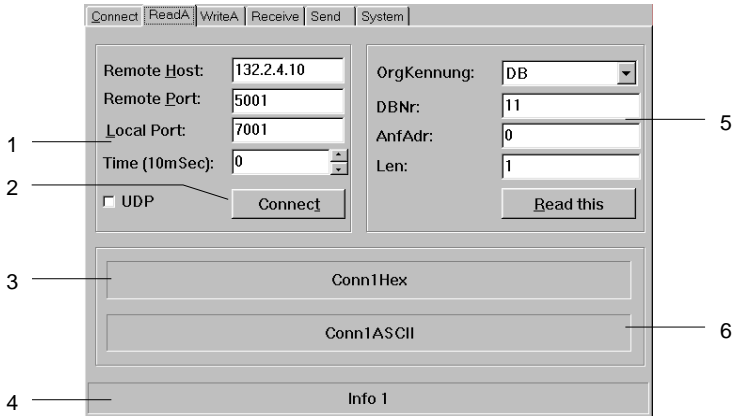 Connect ReadA WriteA Receive Send System
Remote Host: 132.2.4.10
Remote Port: 5001
Local Port: 7001
Time (10mSec): 0
UDP Connect
OrgKennung: DB
DBNr: 11
AnfAdr: 0
Len: 1
Read this
Conn1Hex
Conn1ASCII
Info 1
1
2
3
4
5
6